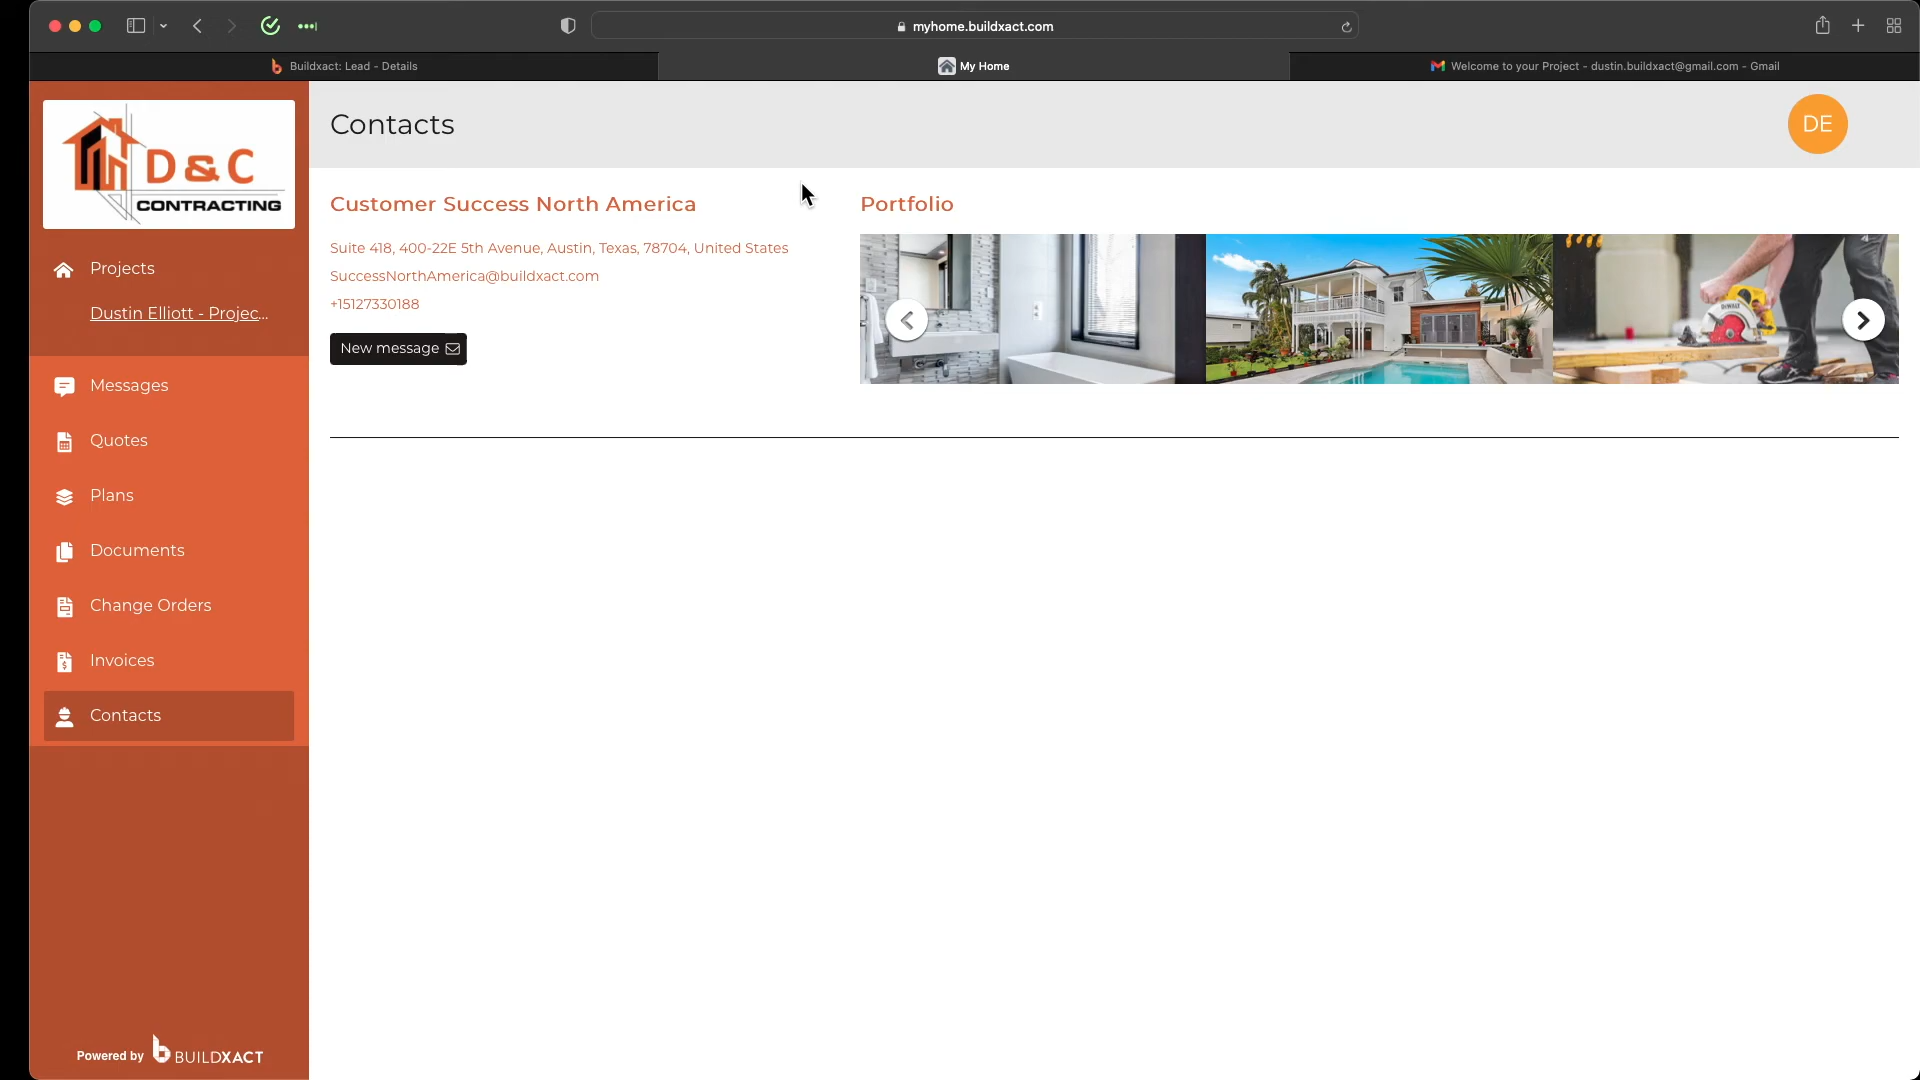 myhome.buildxact.com
Buildxact: Lead - Details
My Home
Welcome to your Project - dustin.buildxact@gmail.com - Gmail
D & C
CONTRACTING
Contacts
DE
Projects
Dustin Elliott - Projec...
Messages
Quotes
Plans
Documents
Change Orders
Invoices
Contacts
Powered by BUILDXACT
Customer Success North America
Suite 418, 400-22E 5th Avenue, Austin, Texas, 78704, United States
SuccessNorthAmerica@buildxact.com
+15127330188
New message
Portfolio